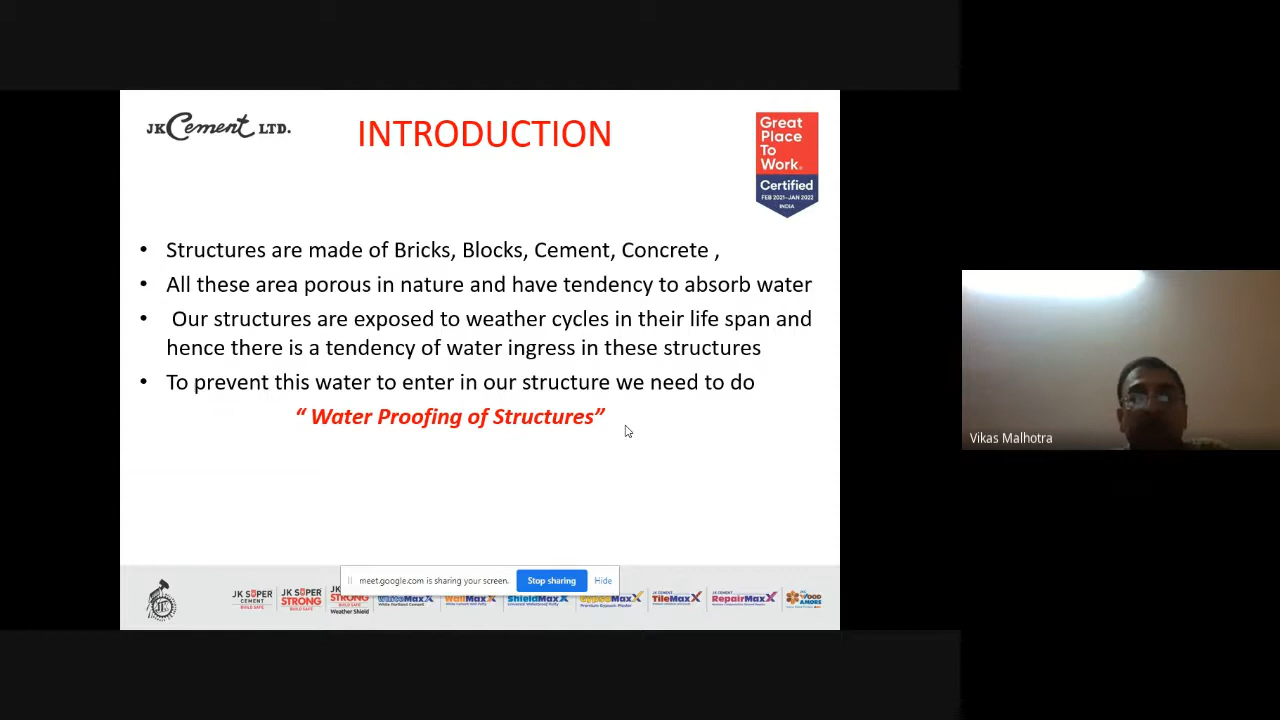 JK Cement LTD.
INTRODUCTION
Great
Place
To
Work.
Certified
FEB 2021-JAN 2022
INDIA
• Structures are made of Bricks, Blocks, Cement, Concrete ,
• All these area porous in nature and have tendency to absorb water
• Our structures are exposed to weather cycles in their life span and
hence there is a tendency of water ingress in these structures
• To prevent this water to enter in our structure we need to do
“ Water Proofing of Structures”
Vikas Malhotra
meet.google.com is sharing your screen. Stop sharing Hide
JK SUPER
CEMENT
BUILD SAFE
JK SUPER
STRONG
BUILD SAFE
STRONG
BUILD SAFE
Weather Shield
WhiteMaxX
White Portland Cement
WallMaxX
ShieldMaxX
GypsoMaxX
Premium Gypsum Plaster
JK CEMENT
TileMaxX
JK CEMENT
RepairMaxX
WOOD
AMORE